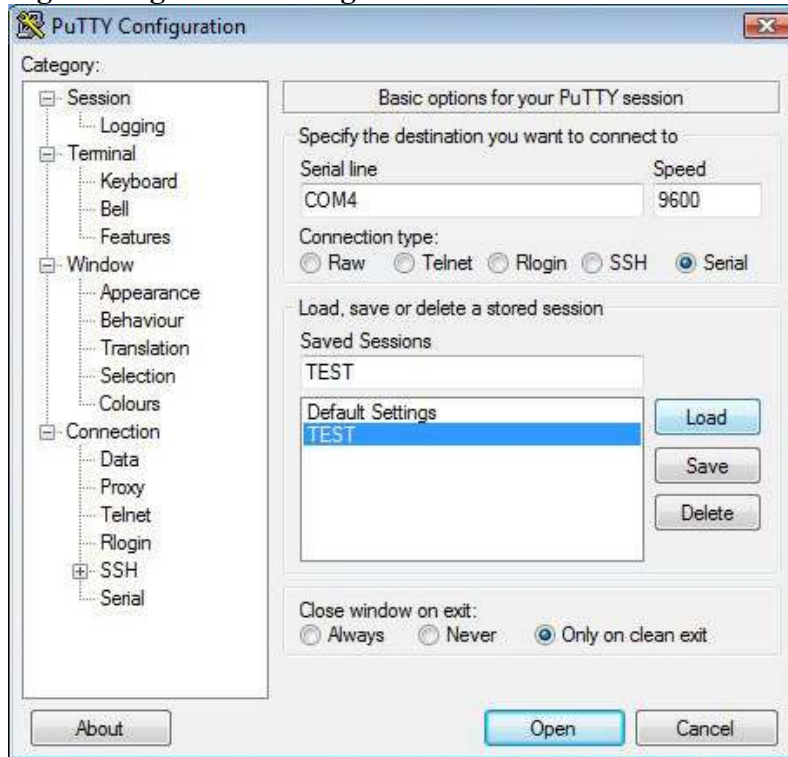 PuTTY Configuration
Category:
Session
Logging
Terminal
Keyboard
Bell
Features
Window
Appearance
Behaviour
Translation
Selection
Colours
Connection
Data
Proxy
Telnet
Rlogin
SSH
Serial
Basic options for your PuTTY session
Specify the destination you want to connect to
Serial line Speed
COM4 9600
Connection type:
Raw Telnet Rlogin SSH Serial
Load, save or delete a stored session
Saved Sessions
TEST
Default Settings
TEST
Load
Save
Delete
Close window on exit:
Always Never Only on clean exit
About Open Cancel